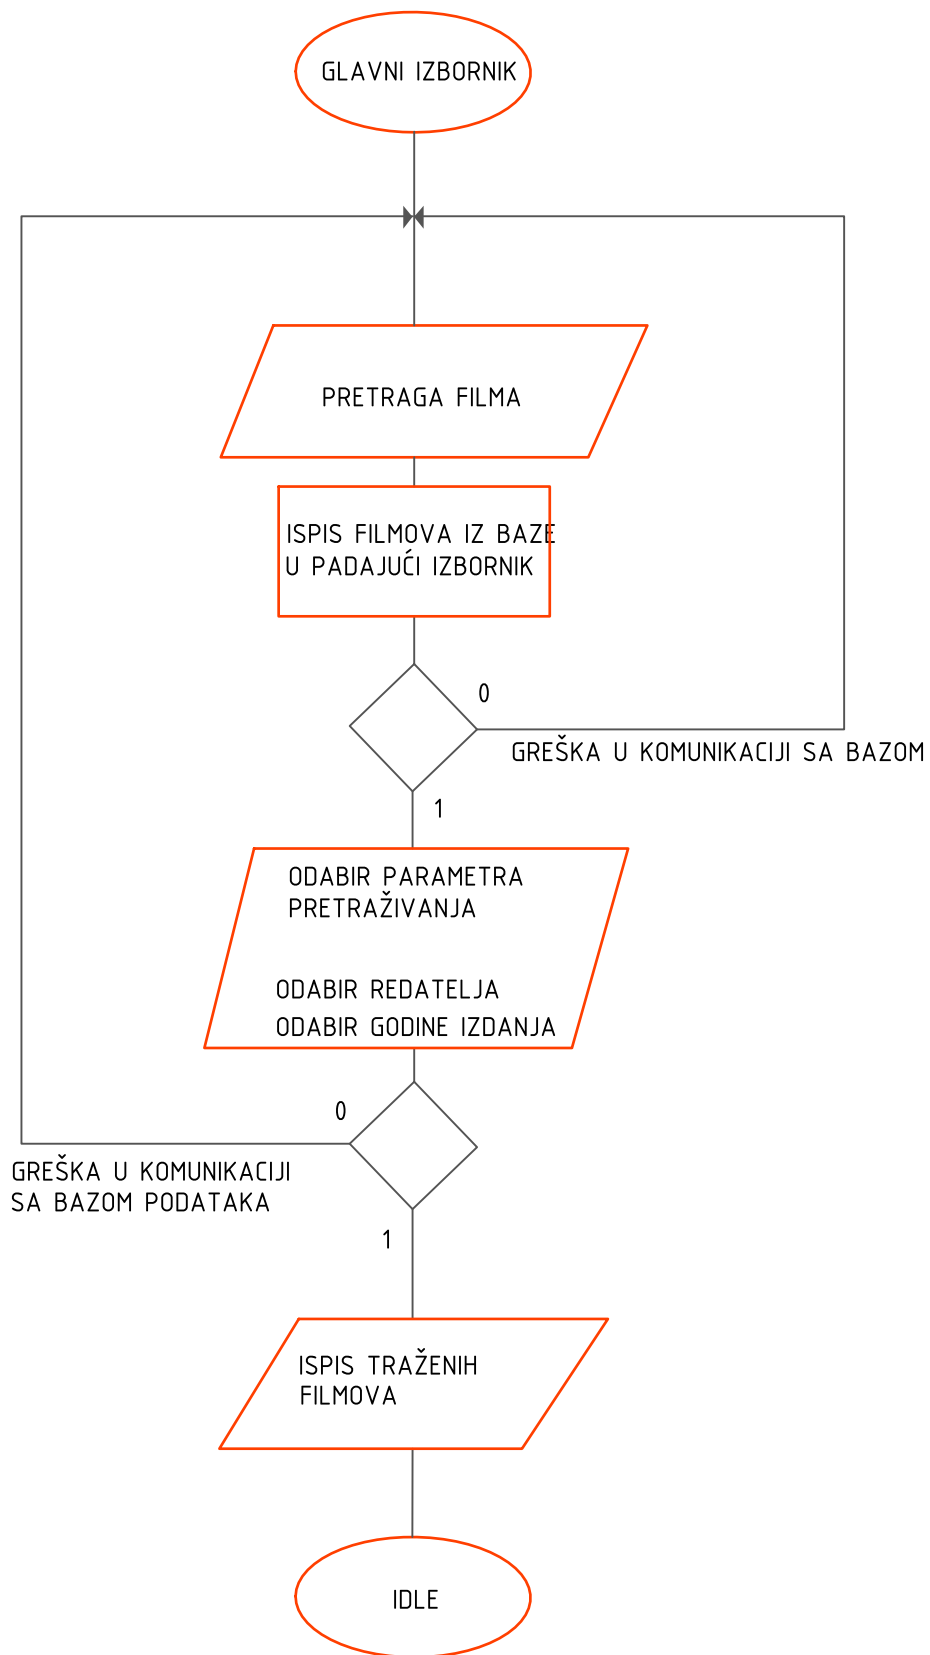 GLAVNI IZBORNIK
PRETRAGA FILMA
ISPIS FILMOVA IZ BAZE
U PADAJUĆI IZBORNIK
0
GREŠKA U KOMUNIKACIJI SA BAZOM
1
ODABIR PARAMETRA
PRETRAŽIVANJA
ODABIR REDATELJA
ODABIR GODINE IZDANJA
0
GREŠKA U KOMUNIKACIJI
SA BAZOM PODATAKA
1
ISPIS TRAŽENIH
FILMOVA
IDLE